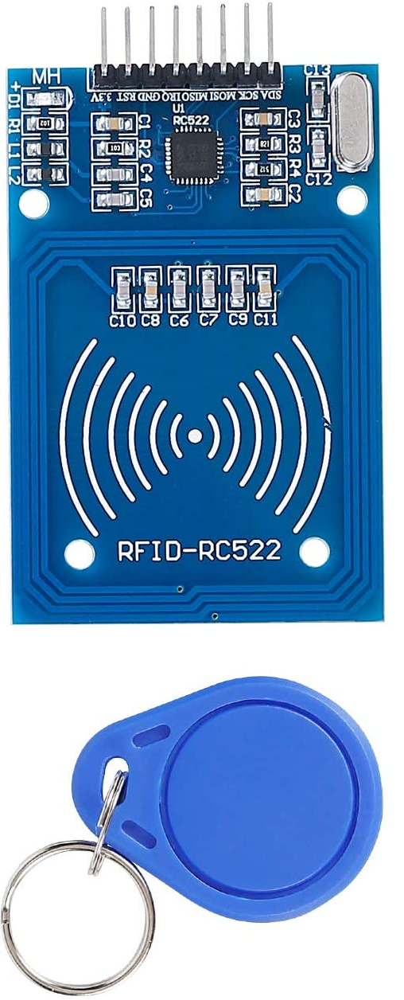 MH
C13
+D1
3.3V RST GND IRQ MISO MOSI SCK SDA
U1
RC522
R1
L1
L2
C1
R2
C4
C5
C3
R3
R4
C2
C12
102
C10 C8 C6 C7 C9 C11
RFID-RC522